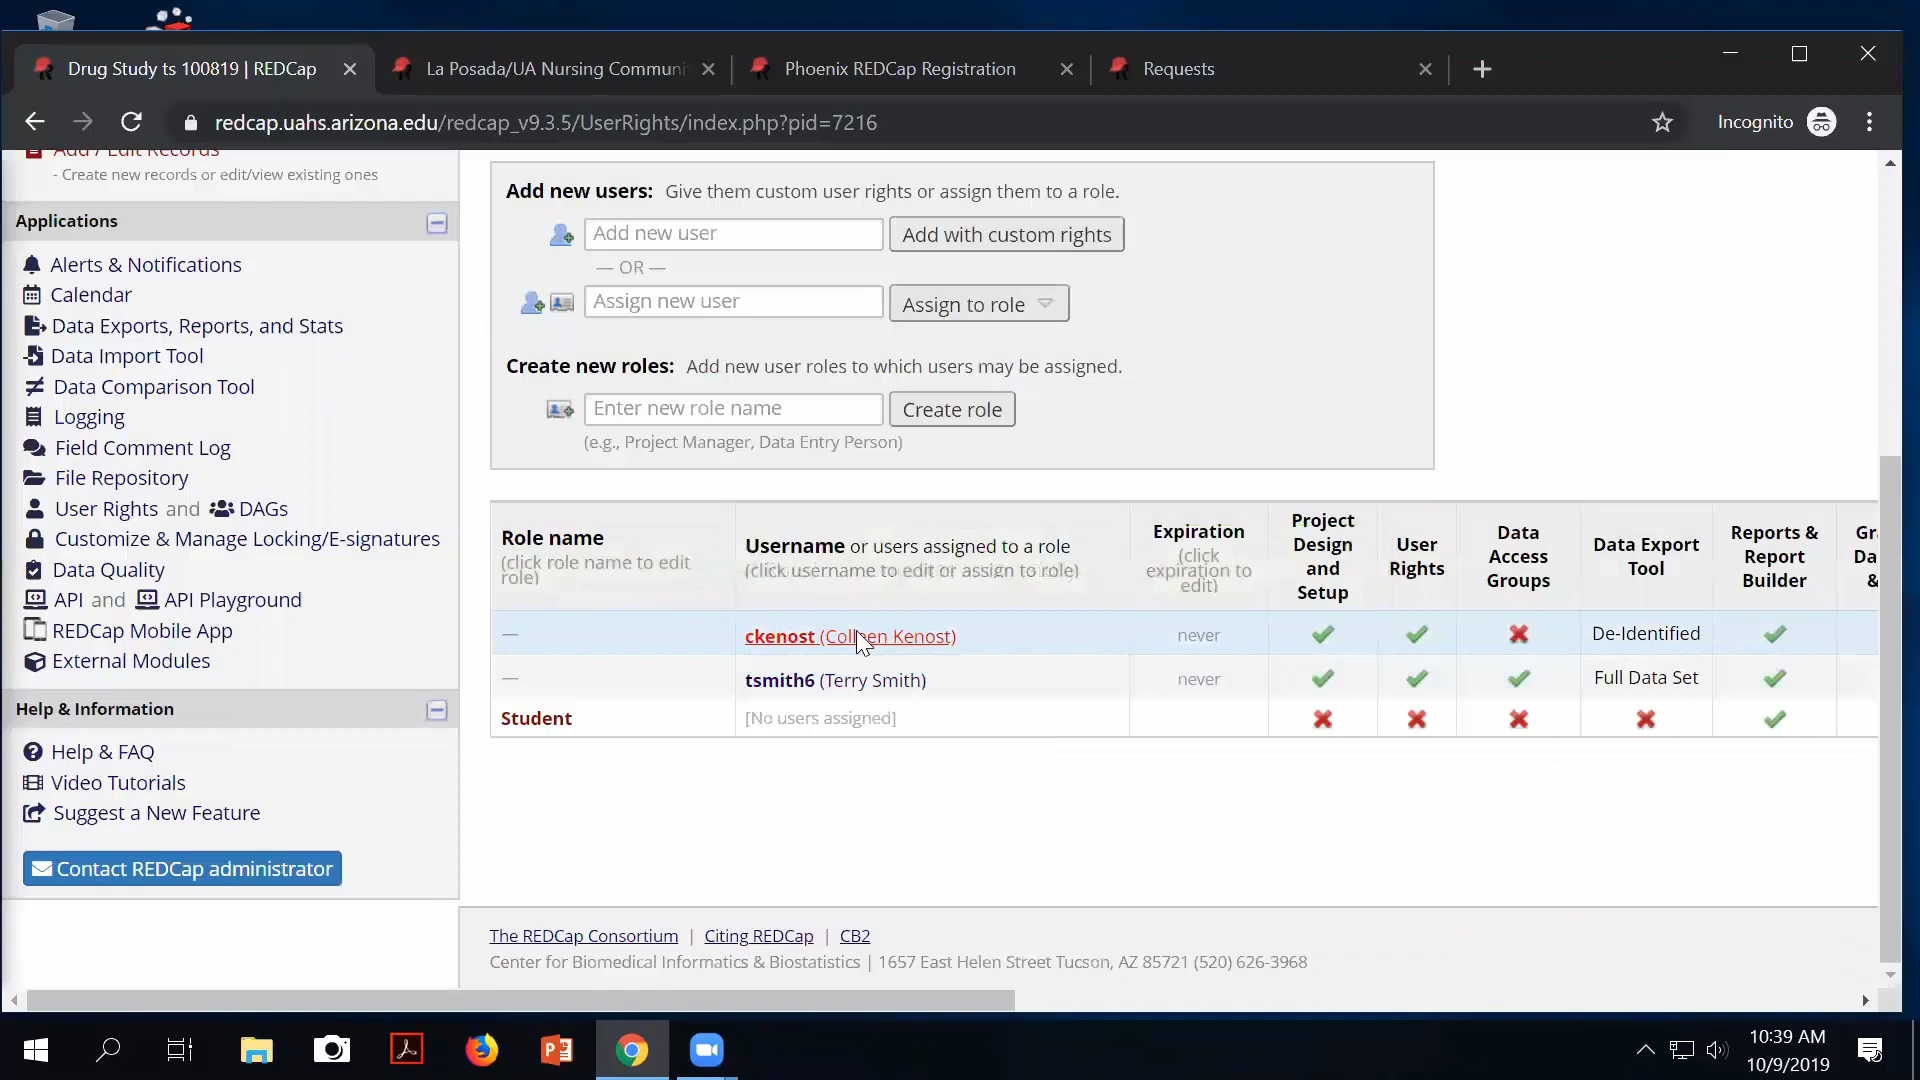 Drug Study ts 100819 | REDCap
La Posada/UA Nursing Communi
Phoenix REDCap Registration
Requests
redcap.uahs.arizona.edu/redcap_v9.3.5/UserRights/index.php?pid=7216
Incognito
Add / Edit Records
- Create new records or edit/view existing ones
Applications
Alerts & Notifications
Calendar
Data Exports, Reports, and Stats
Data Import Tool
Data Comparison Tool
Logging
Field Comment Log
File Repository
User Rights and DAGs
Customize & Manage Locking/E-signatures
Data Quality
API and API Playground
REDCap Mobile App
External Modules
Help & Information
Help & FAQ
Video Tutorials
Suggest a New Feature
Contact REDCap administrator
Add new users: Give them custom user rights or assign them to a role.
Add new user Add with custom rights
— OR —
Assign new user Assign to role
Create new roles: Add new user roles to which users may be assigned.
Enter new role name Create role
(e.g., Project Manager, Data Entry Person)
Role name
(click role name to edit
role)
Username or users assigned to a role
(click username to edit or assign to role)
Expiration
(click
expiration to
edit)
Project
Design
and
Setup
User
Rights
Data
Access
Groups
Data Export
Tool
Reports &
Report
Builder
Gr
Da
&
— ckenost (Colleen Kenost) never De-Identified
— tsmith6 (Terry Smith) never Full Data Set
Student [No users assigned]
The REDCap Consortium | Citing REDCap | CB2
Center for Biomedical Informatics & Biostatistics | 1657 East Helen Street Tucson, AZ 85721 (520) 626-3968
10:39 AM
10/9/2019